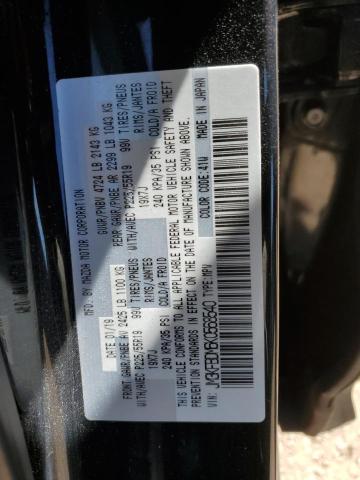 MFD. BY MAZDA MOTOR CORPORATION
DATE 07/19 GVWR/PNBV 4724 LB 2143 KG
FRONT GAWR/PNBE AV 2425 LB 1100 KG REAR GAWR/PNBE AR 2299 LB 1043 KG
WITH/AVEC P225/55R19 99V TIRES/PNEUS WITH/AVEC P225/55R19 99V TIRES/PNEUS
19X7J RIMS/JANTES 19X7J RIMS/JANTES
240 KPA/35 PSI COLD/A FROID 240 KPA/35 PSI COLD/A FROID
THIS VEHICLE CONFORMS TO ALL APPLICABLE FEDERAL MOTOR VEHICLE SAFETY AND THEFT
PREVENTION STANDARDS IN EFFECT ON THE DATE OF MANUFACTURE SHOWN ABOVE.
TYPE: MPV COLOR CODE: 41W MADE IN JAPAN